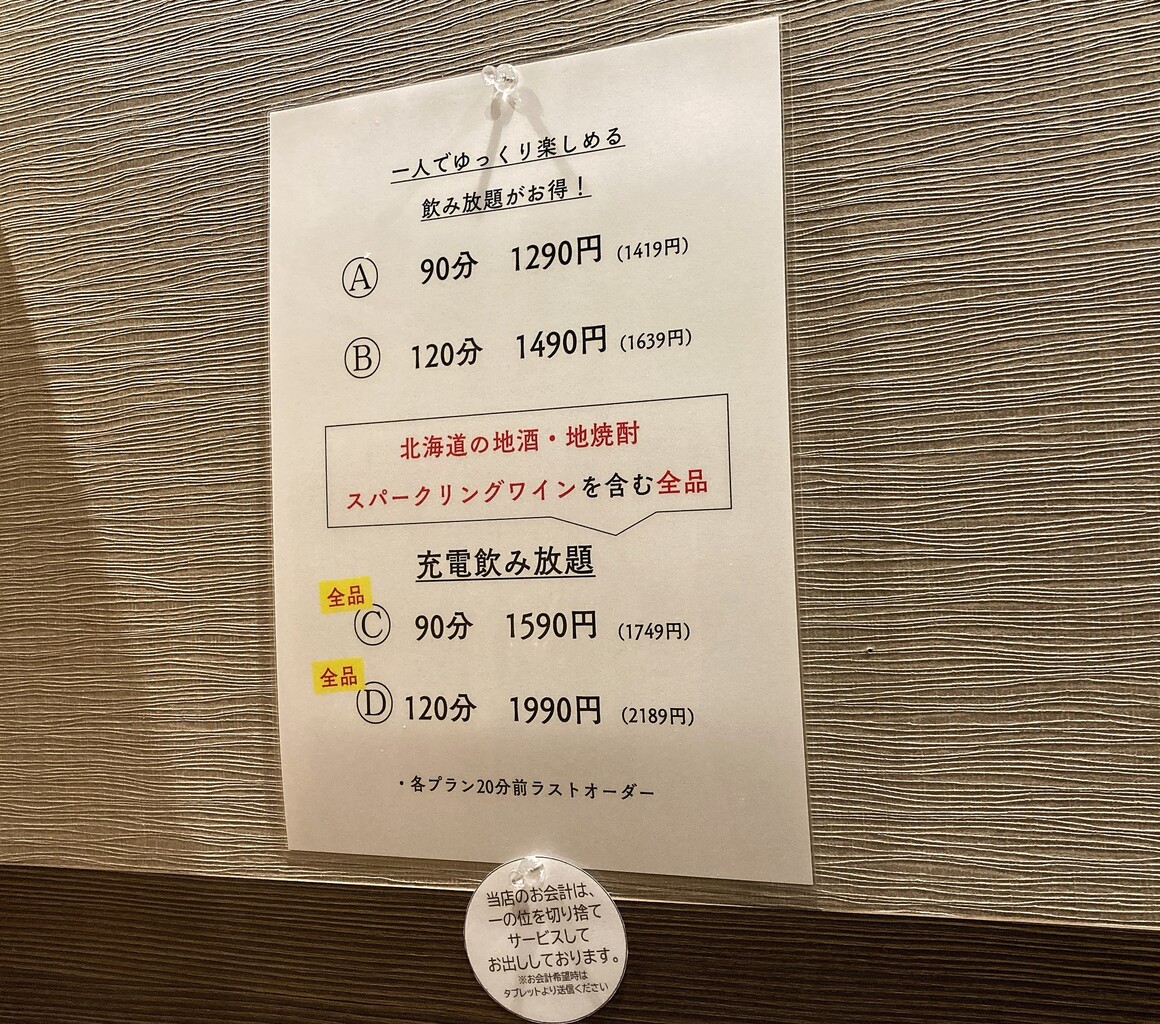 一人でゆっくり楽しめる
飲み放題がお得！
Ⓐ 90分 1290円 (1419円)
Ⓑ 120分 1490円 (1639円)
北海道の地酒・地焼酎
スパークリングワインを含む全品
充電飲み放題
全品
Ⓒ 90分 1590円 (1749円)
全品
Ⓓ 120分 1990円 (2189円)
・各プラン20分前ラストオーダー
当店のお会計は、
一の位を切り捨て
サービスして
お出ししております。
※お会計希望時は
タブレットより送信ください